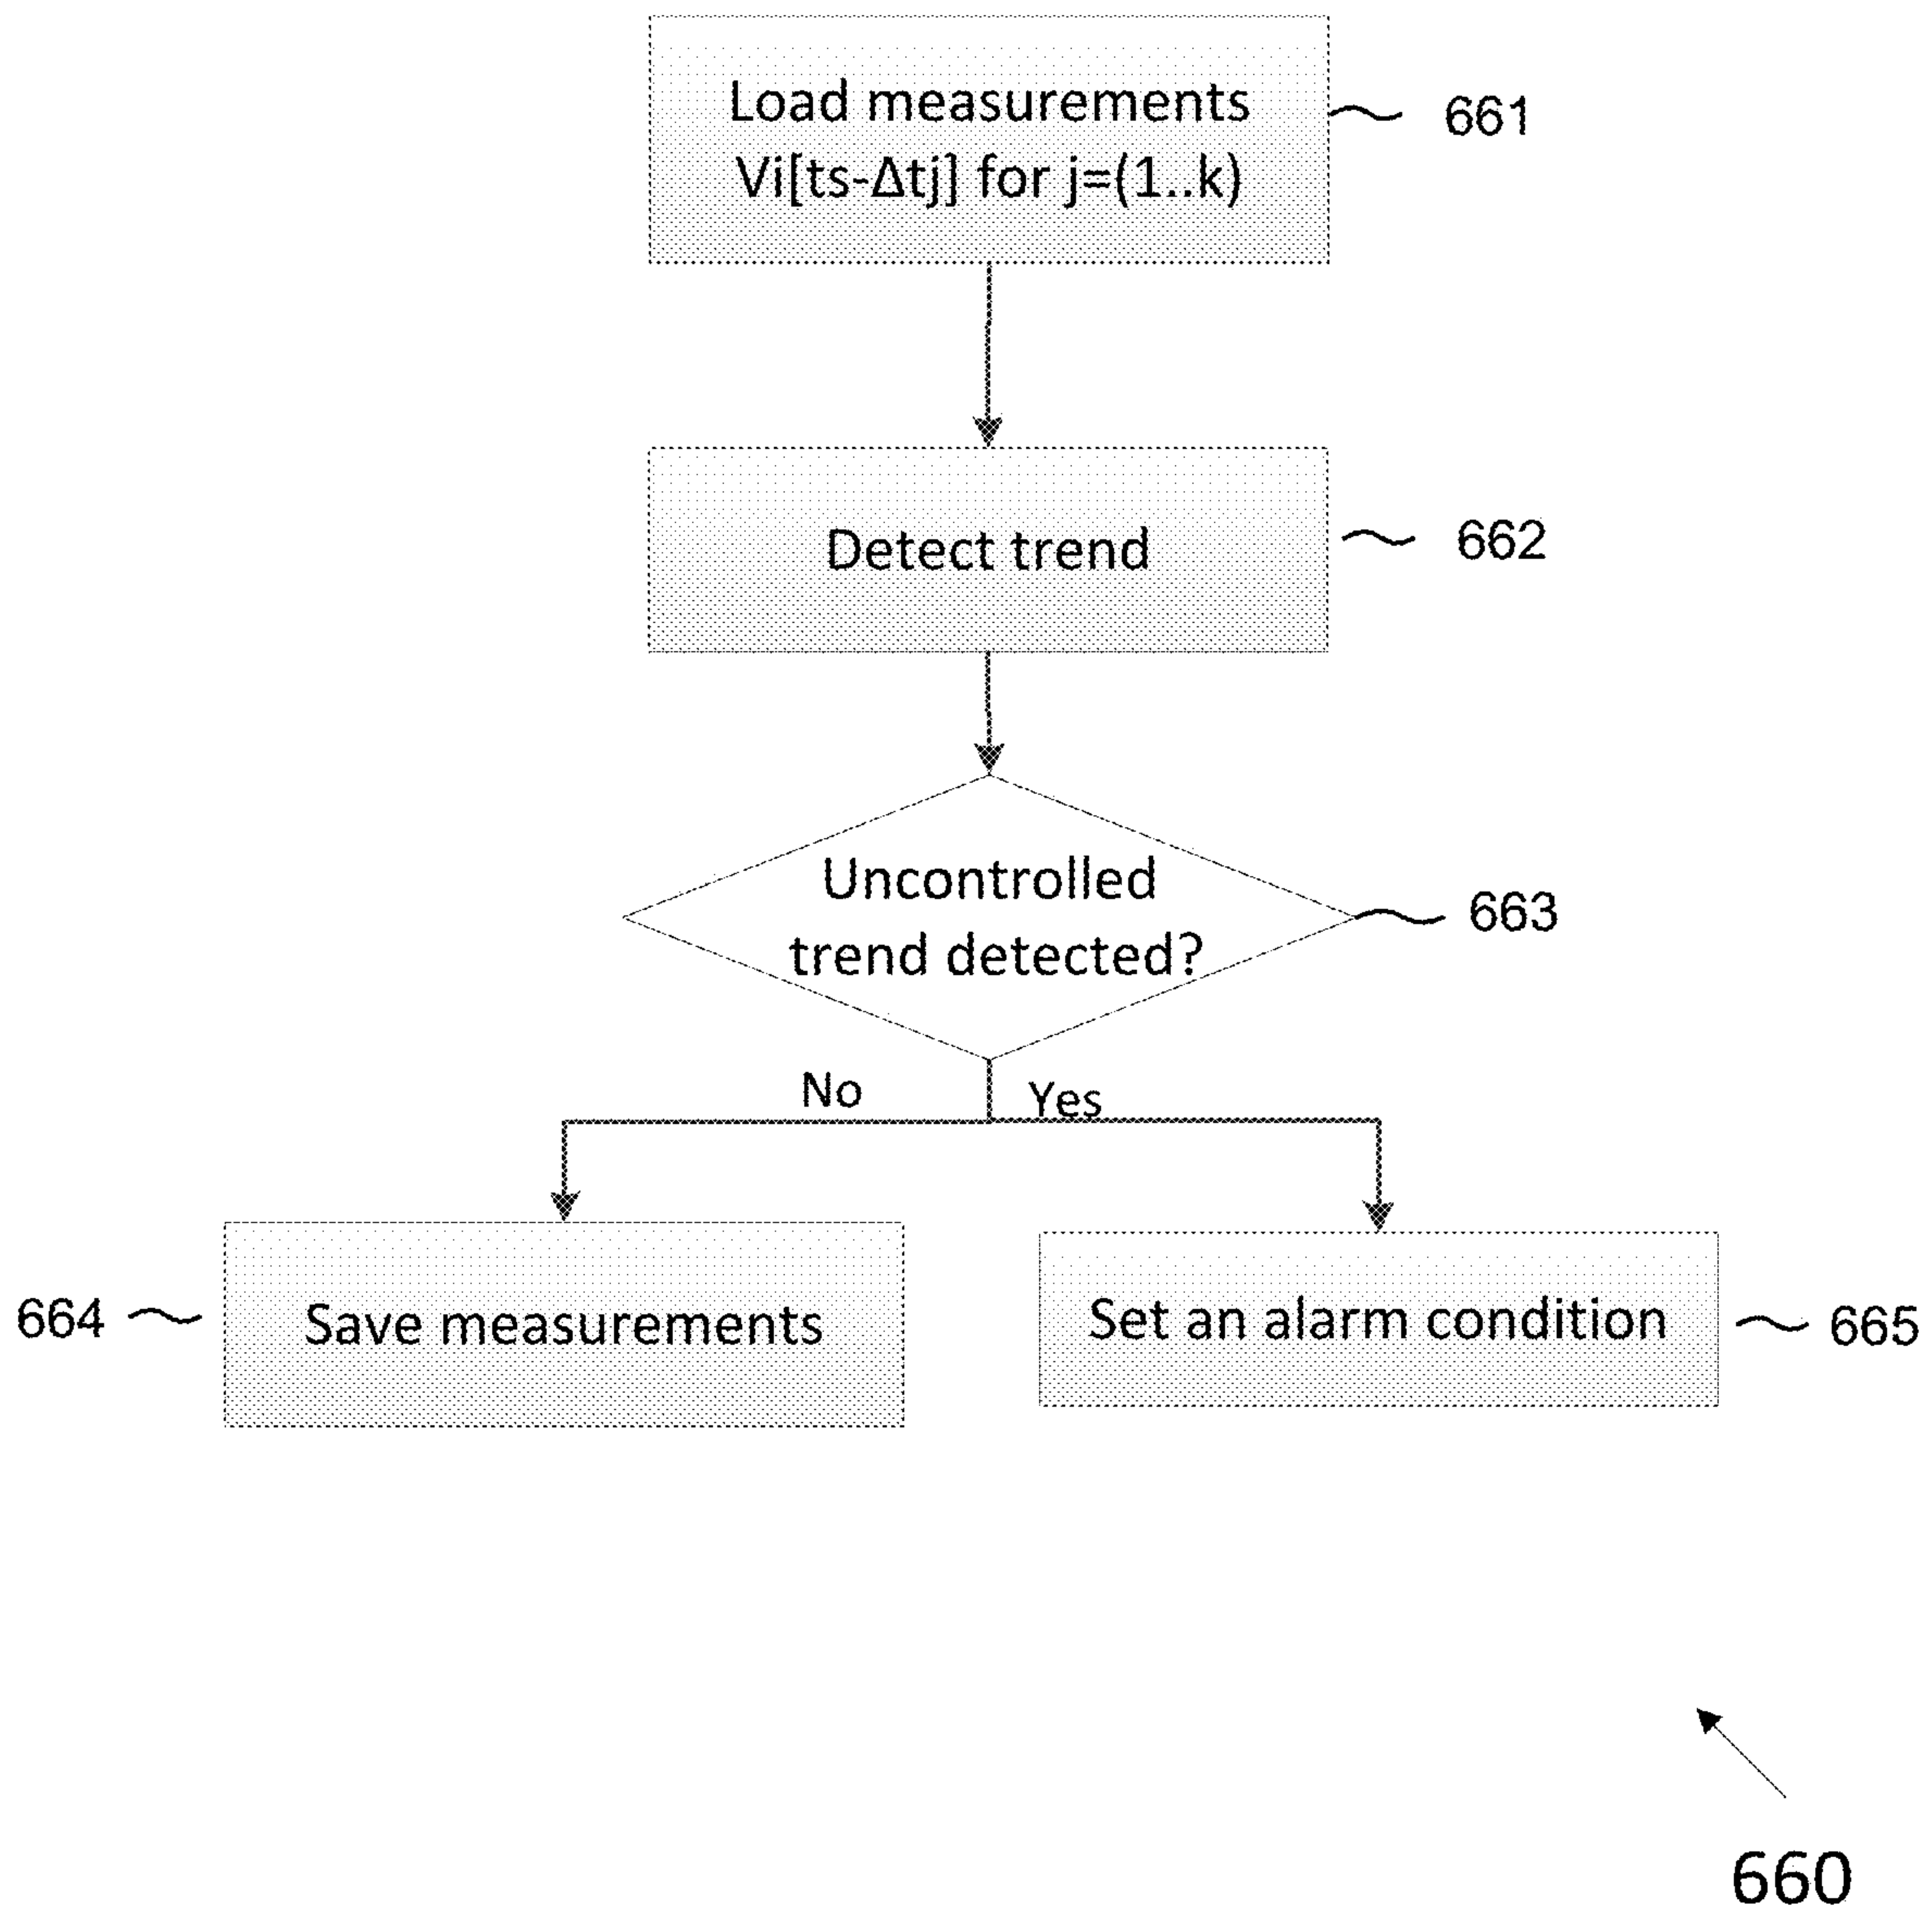 Load measurements
Vi[ts-Δtj] for j=(1..k)
661
Detect trend
662
Uncontrolled
trend detected?
663
No
Yes
664
Save measurements
Set an alarm condition
665
660